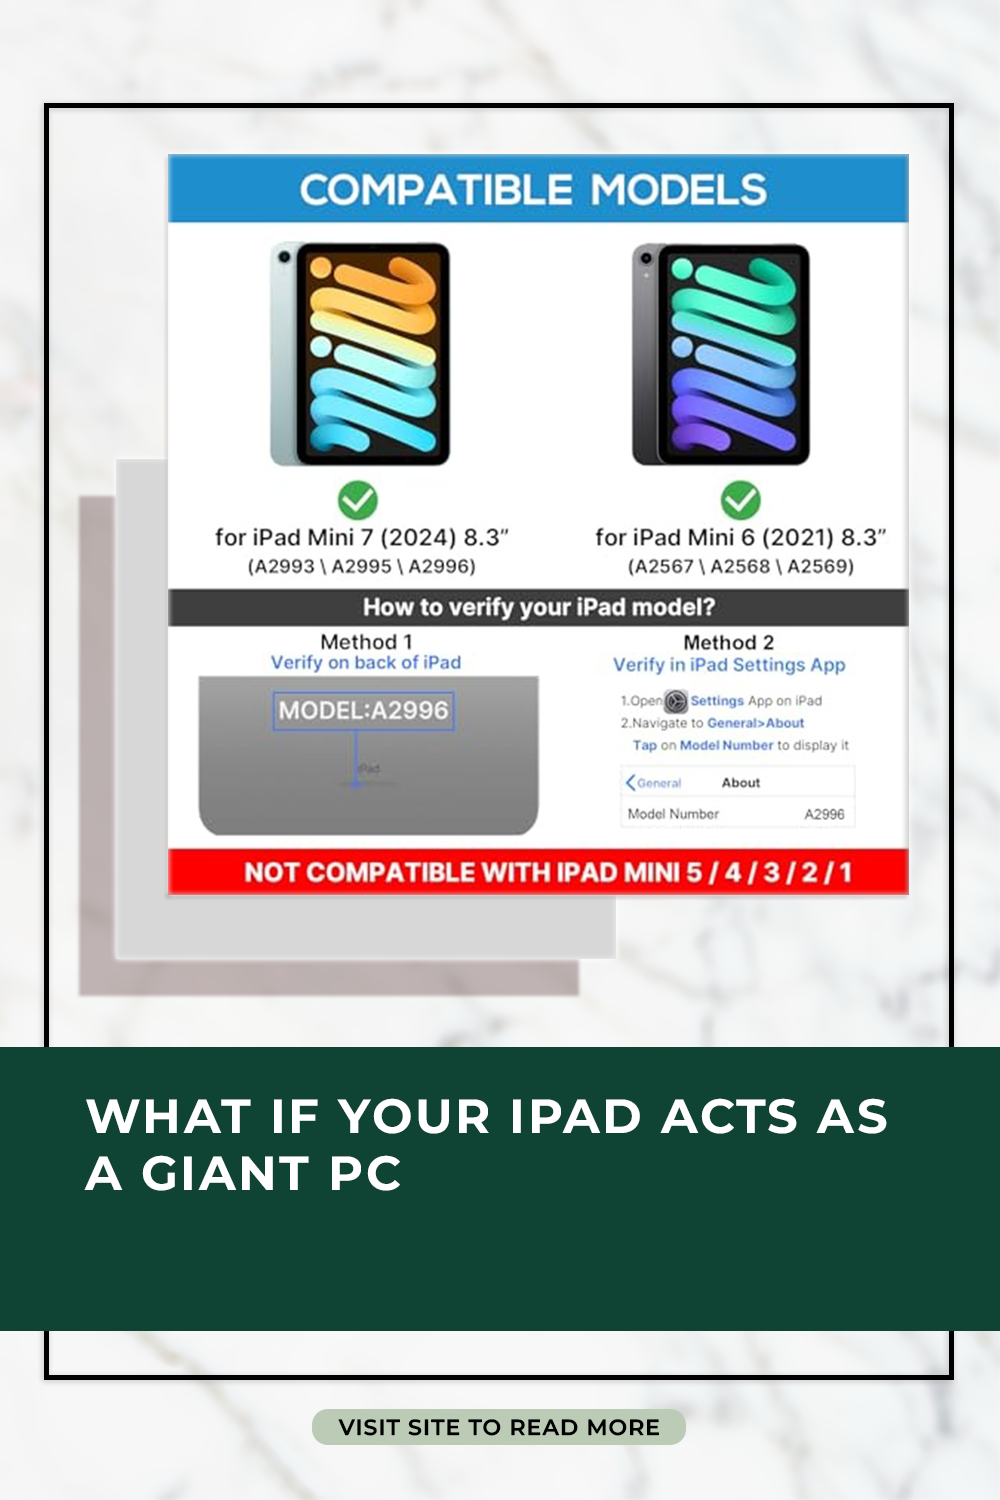 COMPATIBLE MODELS
for iPad Mini 7 (2024) 8.3”
(A2993 \ A2995 \ A2996)
for iPad Mini 6 (2021) 8.3”
(A2567 \ A2568 \ A2569)
How to verify your iPad model?
Method 1
Verify on back of iPad
MODEL:A2996
iPad
Method 2
Verify in iPad Settings App
1.Open Settings App on iPad
2.Navigate to General>About
Tap on Model Number to display it
General About
Model Number A2996
NOT COMPATIBLE WITH IPAD MINI 5 / 4 / 3 / 2 / 1
WHAT IF YOUR IPAD ACTS AS
A GIANT PC
VISIT SITE TO READ MORE